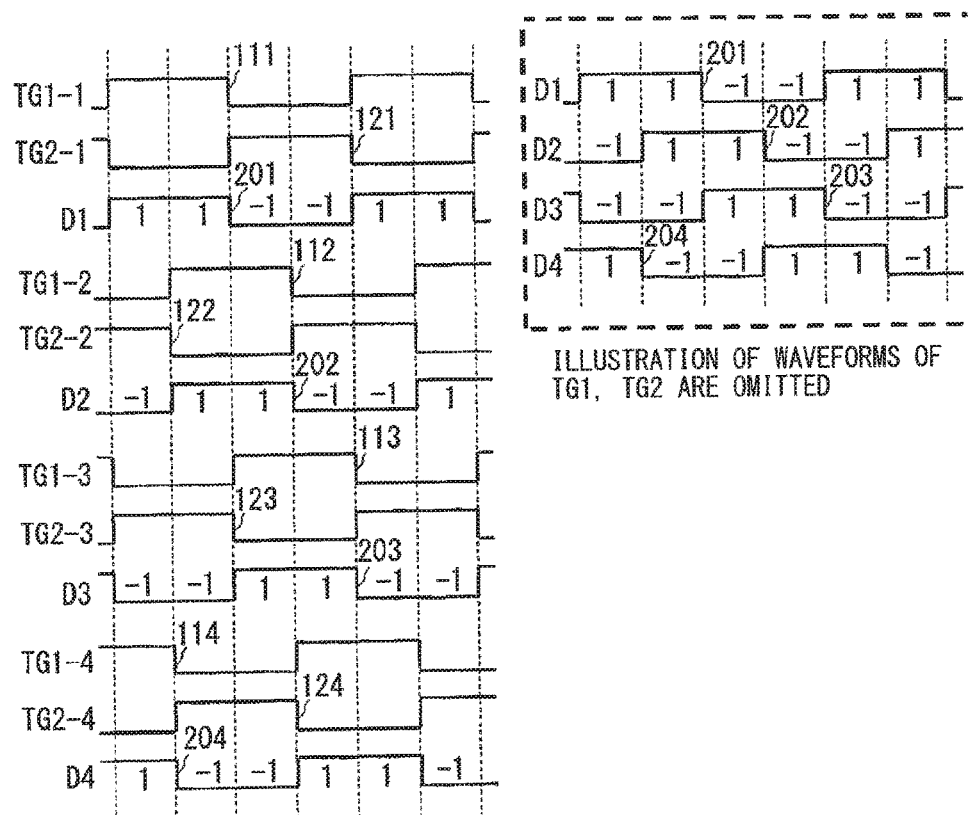 111
TG1-1
121
TG2-1
201
D1 1 1 -1 -1 1 1
112
TG1-2
122
TG2-2
202
D2 -1 1 1 -1 -1 1
113
TG1-3
123
TG2-3
203
D3 -1 -1 1 1 -1 -1
114
TG1-4
124
TG2-4
204
D4 1 -1 -1 1 1 -1
201
D1 1 1 -1 -1 1 1
202
D2 -1 1 1 -1 -1 1
203
D3 -1 -1 1 1 -1 -1
204
D4 1 -1 -1 1 1 -1
ILLUSTRATION OF WAVEFORMS OF
TG1, TG2 ARE OMITTED